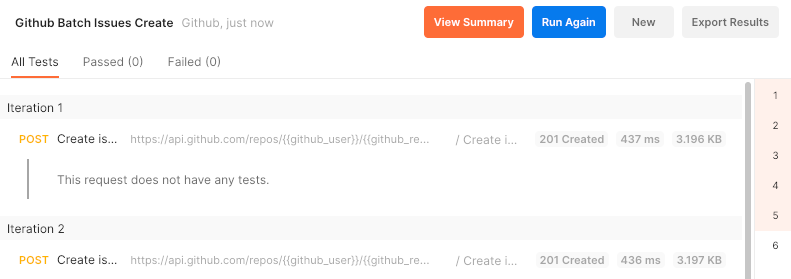 Github Batch Issues Create Github, just now View Summary Run Again New Export Results
All Tests Passed (0) Failed (0)
Iteration 1
POST Create is... https://api.github.com/repos/{{github_user}}/{{github_re... / Create i... 201 Created 437 ms 3.196 KB
This request does not have any tests.
Iteration 2
POST Create is... https://api.github.com/repos/{{github_user}}/{{github_re... / Create i... 201 Created 436 ms 3.197 KB
1
2
3
4
5
6